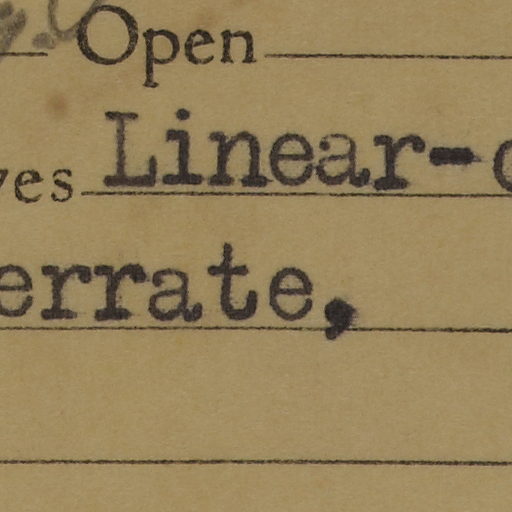 Open
ves Linear-
errate,